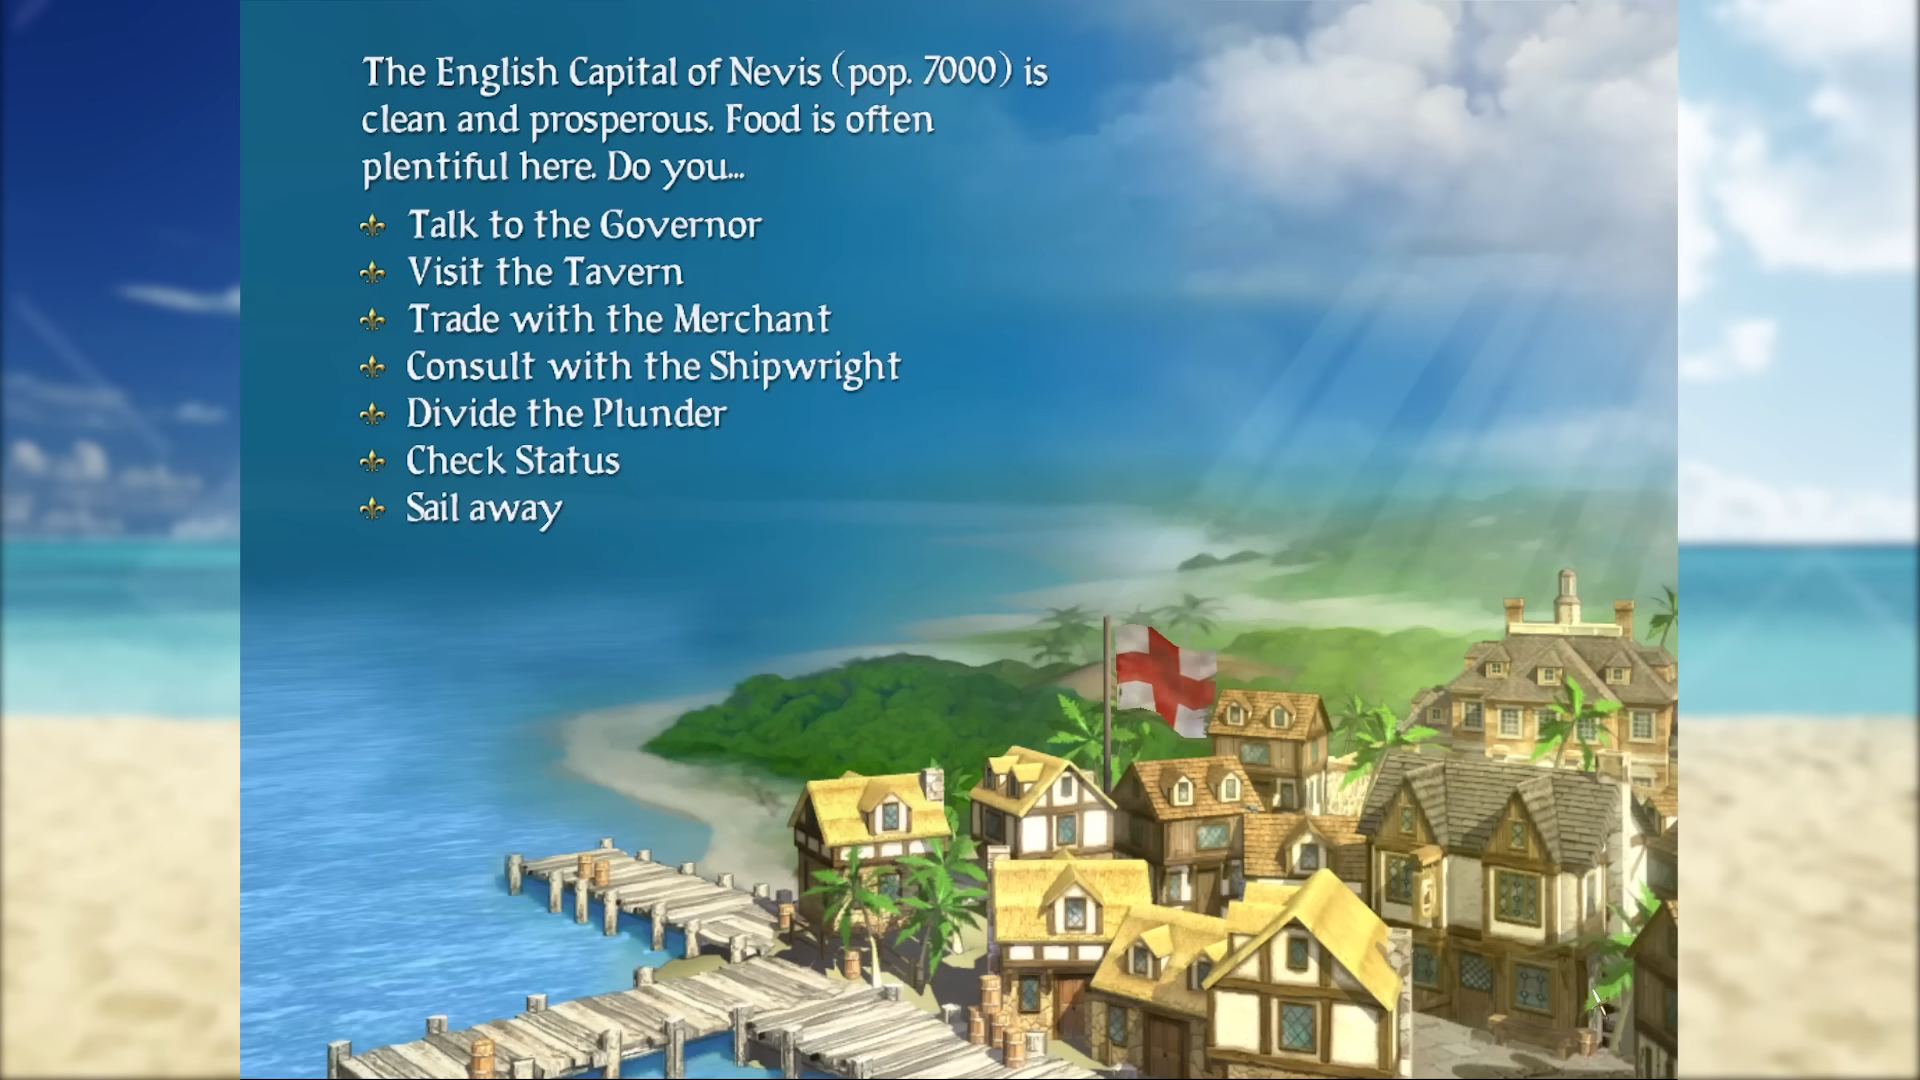 The English Capital of Nevis (pop. 7000) is
clean and prosperous. Food is often
plentiful here. Do you...
Talk to the Governor
Visit the Tavern
Trade with the Merchant
Consult with the Shipwright
Divide the Plunder
Check Status
Sail away